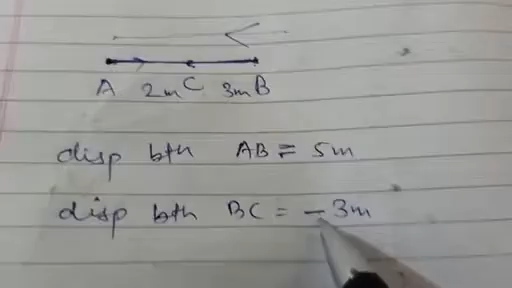 A 2m C 3m B
disp btn AB = 5m
disp btn BC = - 3m